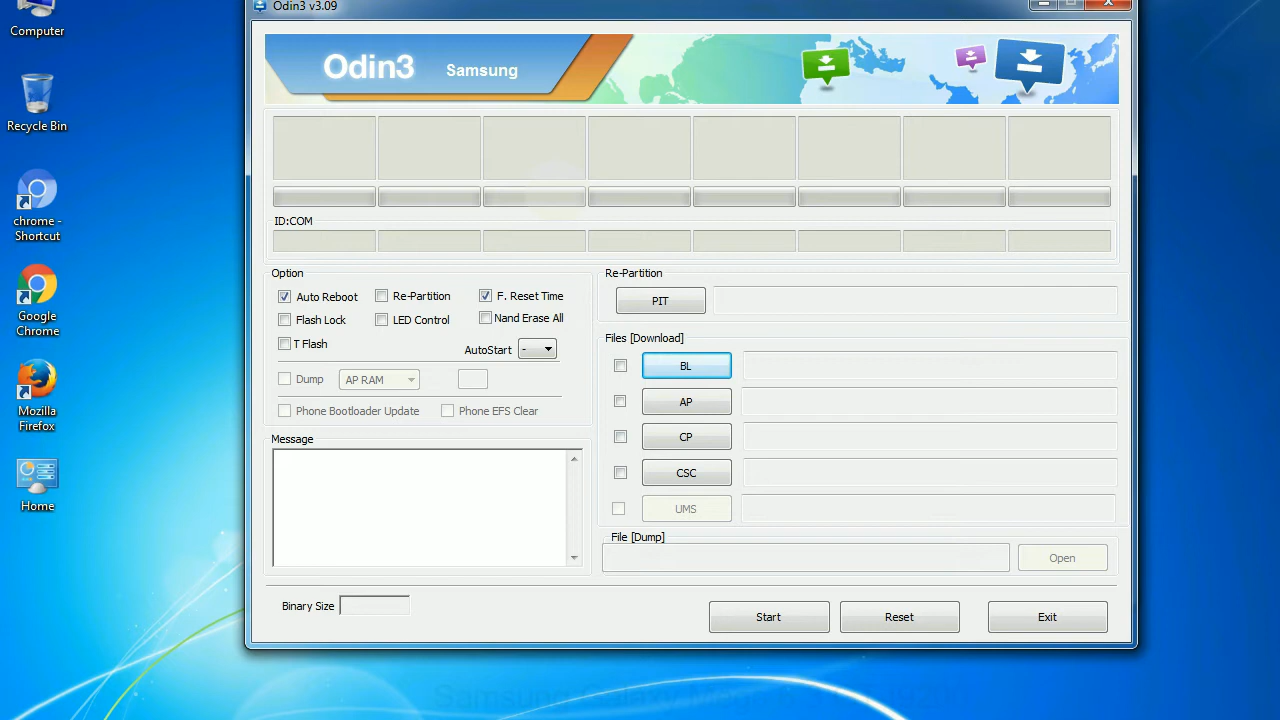 Computer
Recycle Bin
chrome -
Shortcut
Google
Chrome
Mozilla
Firefox
Home
Odin3 v3.09
Odin3 Samsung
ID:COM
Option
Auto Reboot
Re-Partition
F. Reset Time
Flash Lock
LED Control
Nand Erase All
T Flash
AutoStart -
Dump
AP RAM
Phone Bootloader Update
Phone EFS Clear
Message
Re-Partition
PIT
Files [Download]
BL
AP
CP
CSC
UMS
File [Dump]
Open
Binary Size
Start
Reset
Exit
Samsung Galaxy